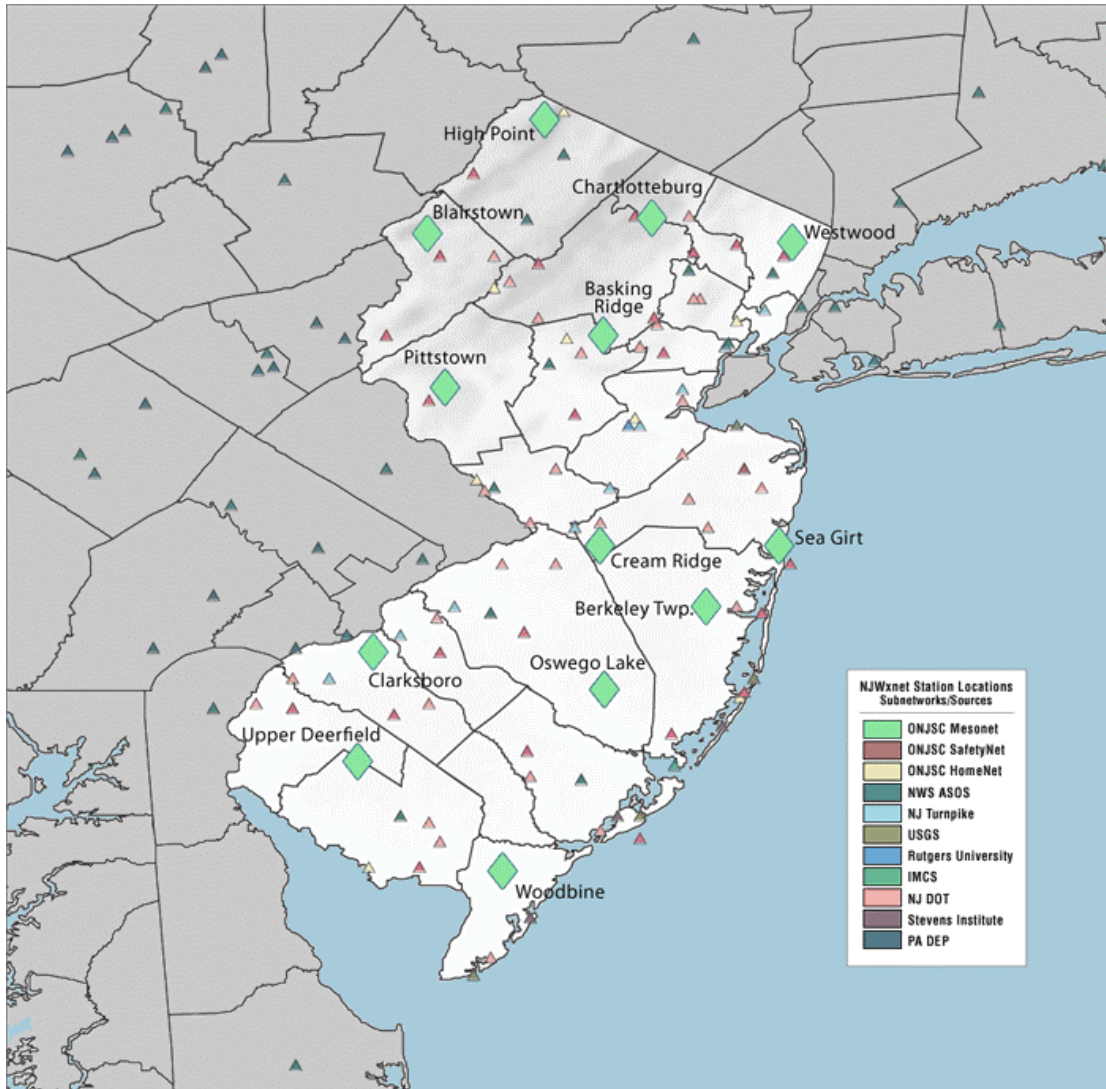 High Point
Chartlotteburg
Blairstown
Westwood
Basking
Ridge
Pittstown
Sea Girt
Cream Ridge
Berkeley Twp.
Oswego Lake
Clarksboro
Upper Deerfield
Woodbine
NJWxnet Station Locations
Subnetworks/Sources
ONJSC Mesonet
ONJSC SafetyNet
ONJSC HomeNet
NWS ASOS
NJ Turnpike
USGS
Rutgers University
IMCS
NJ DOT
Stevens Institute
PA DEP